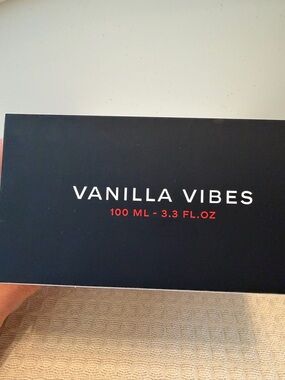 VANILLA VIBES
100 ML - 3.3 FL.OZ